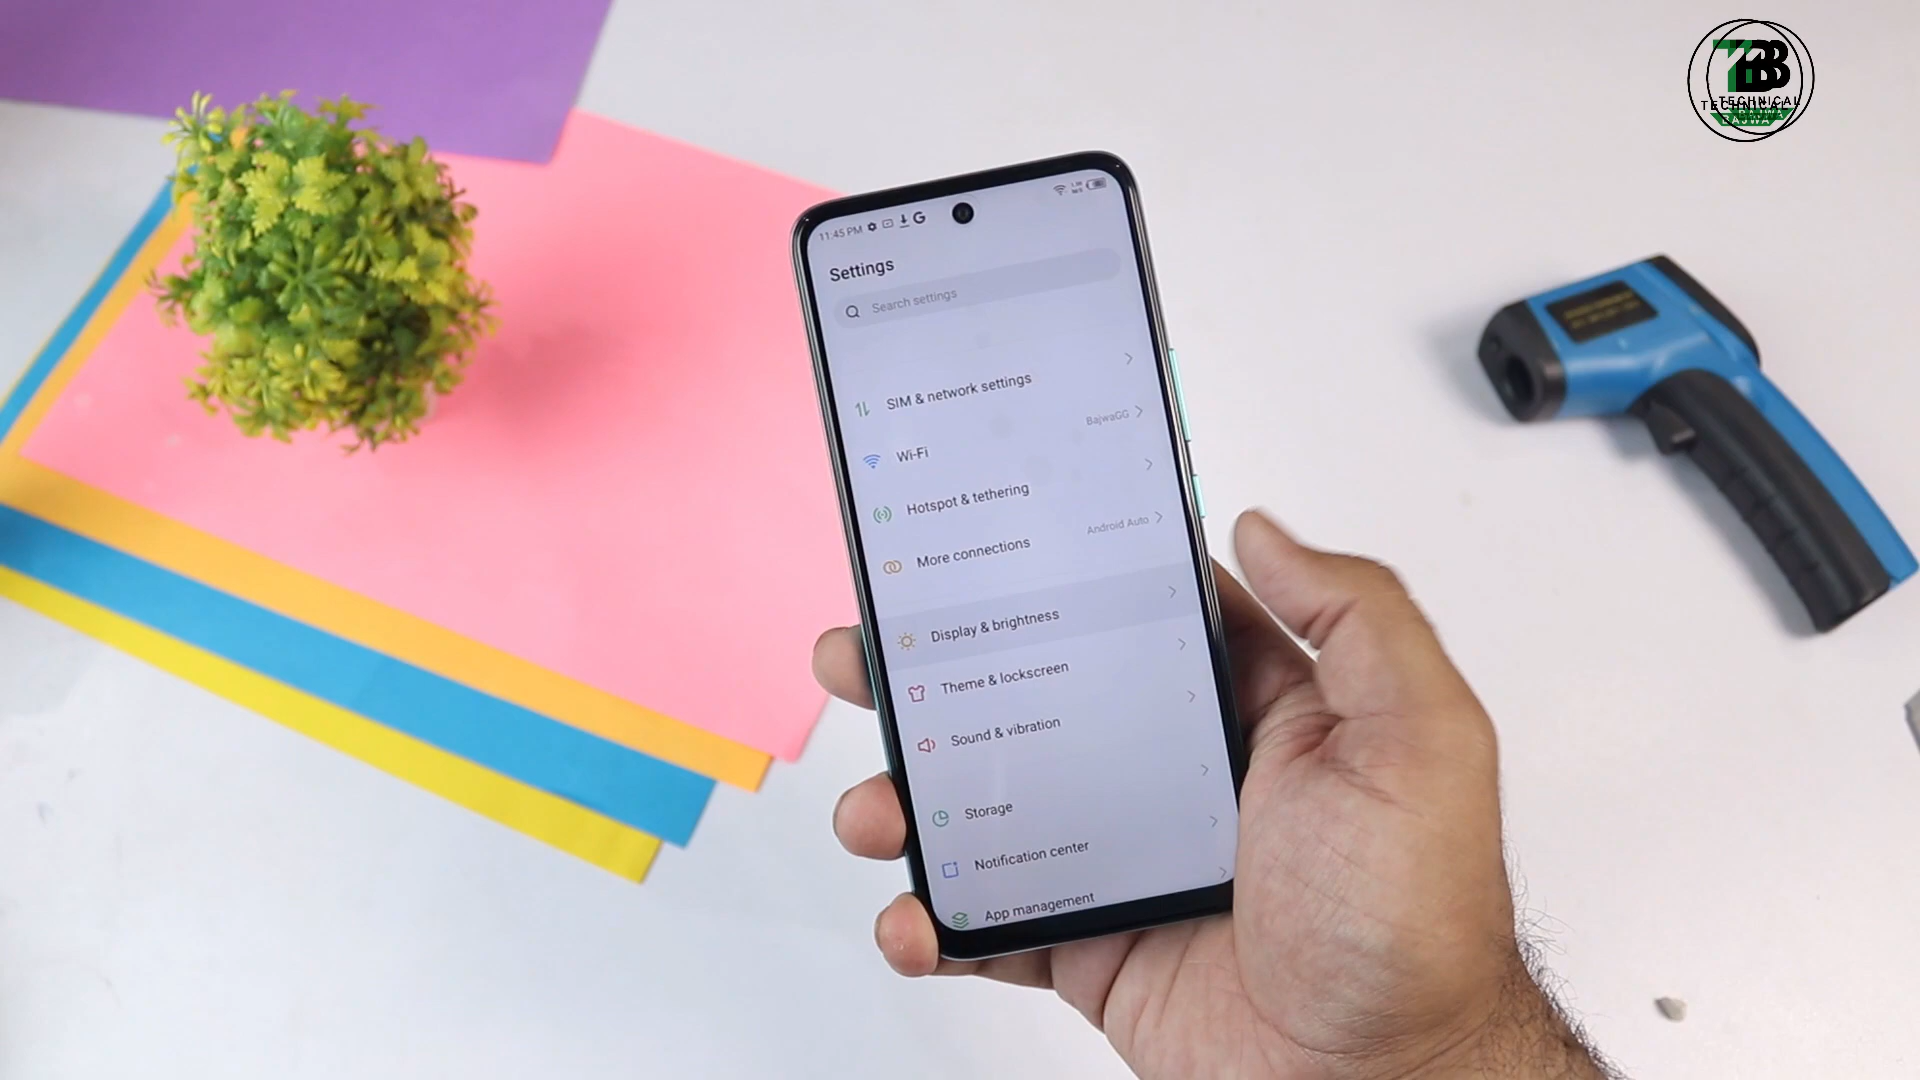 TECHNICAL
BAJWA
11:45 PM
Settings
Search settings
SIM & network settings
BajwaGG
Wi-Fi
Hotspot & tethering
Android Auto
More connections
Display & brightness
Theme & lockscreen
Sound & vibration
Storage
Notification center
App management